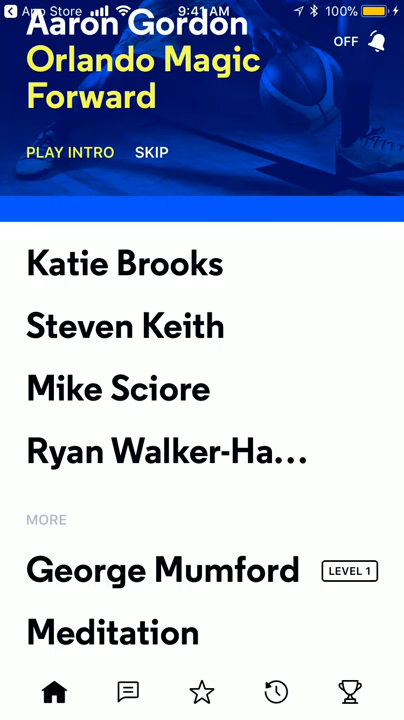 App Store 9:41 AM 100%
Aaron Gordon
OFF
Orlando Magic
Forward
PLAY INTRO SKIP
Katie Brooks
Steven Keith
Mike Sciore
Ryan Walker-Ha...
MORE
George Mumford LEVEL 1
Meditation